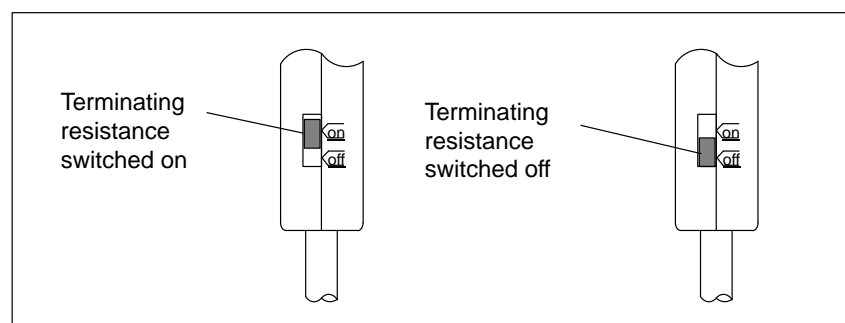 Terminating
resistance
switched on
on
off
Terminating
resistance
switched off
on
off